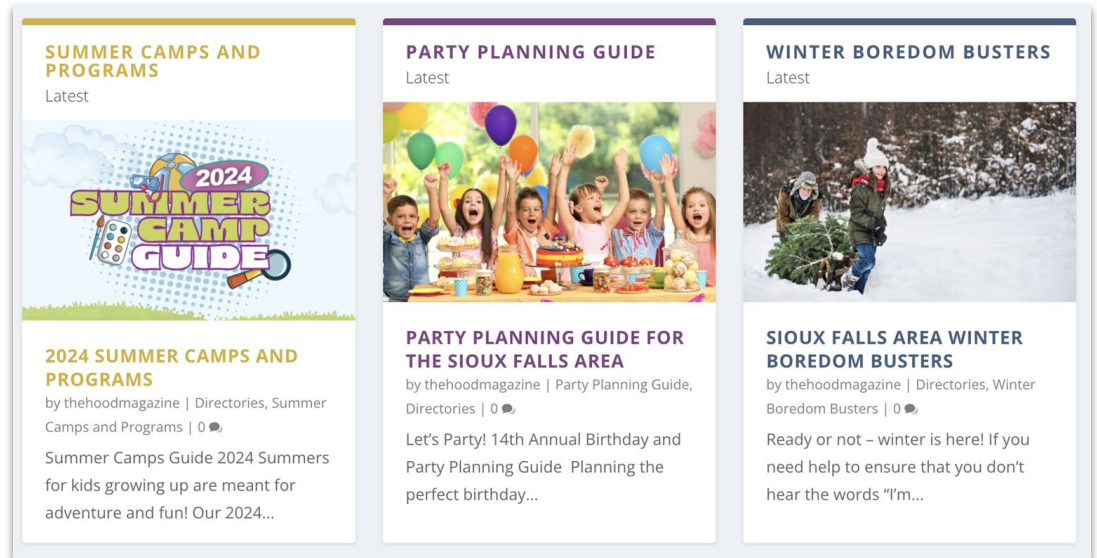 SUMMER CAMPS AND
PROGRAMS
Latest
2024
SUMMER
CAMP
GUIDE
2024 SUMMER CAMPS AND
PROGRAMS
by thehoodmagazine | Directories, Summer
Camps and Programs | 0
Summer Camps Guide 2024 Summers
for kids growing up are meant for
adventure and fun! Our 2024...
PARTY PLANNING GUIDE
Latest
PARTY PLANNING GUIDE FOR
THE SIOUX FALLS AREA
by thehoodmagazine | Party Planning Guide,
Directories | 0
Let’s Party! 14th Annual Birthday and
Party Planning Guide  Planning the
perfect birthday...
WINTER BOREDOM BUSTERS
Latest
SIOUX FALLS AREA WINTER
BOREDOM BUSTERS
by thehoodmagazine | Directories, Winter
Boredom Busters | 0
Ready or not – winter is here! If you
need help to ensure that you don’t
hear the words “I’m...